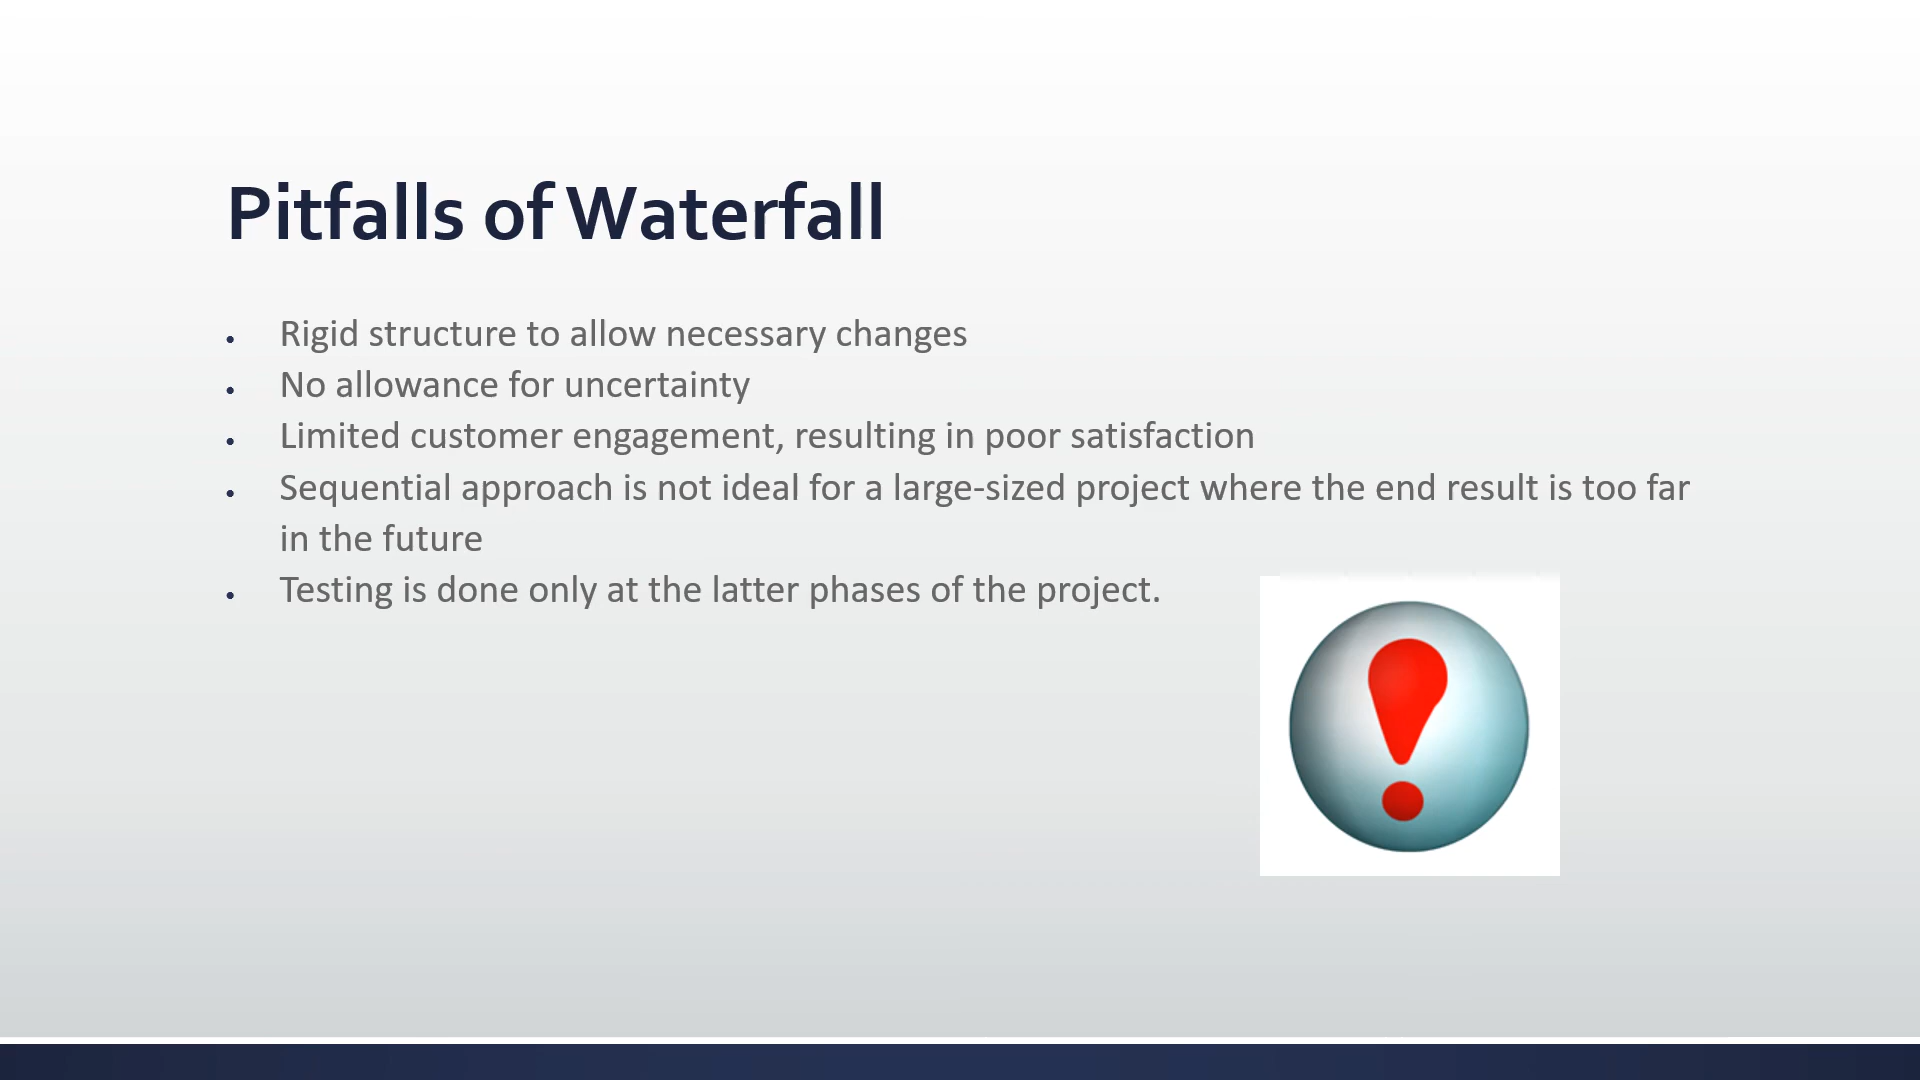 Pitfalls of Waterfall
• Rigid structure to allow necessary changes
• No allowance for uncertainty
• Limited customer engagement, resulting in poor satisfaction
• Sequential approach is not ideal for a large-sized project where the end result is too far
in the future
• Testing is done only at the latter phases of the project.